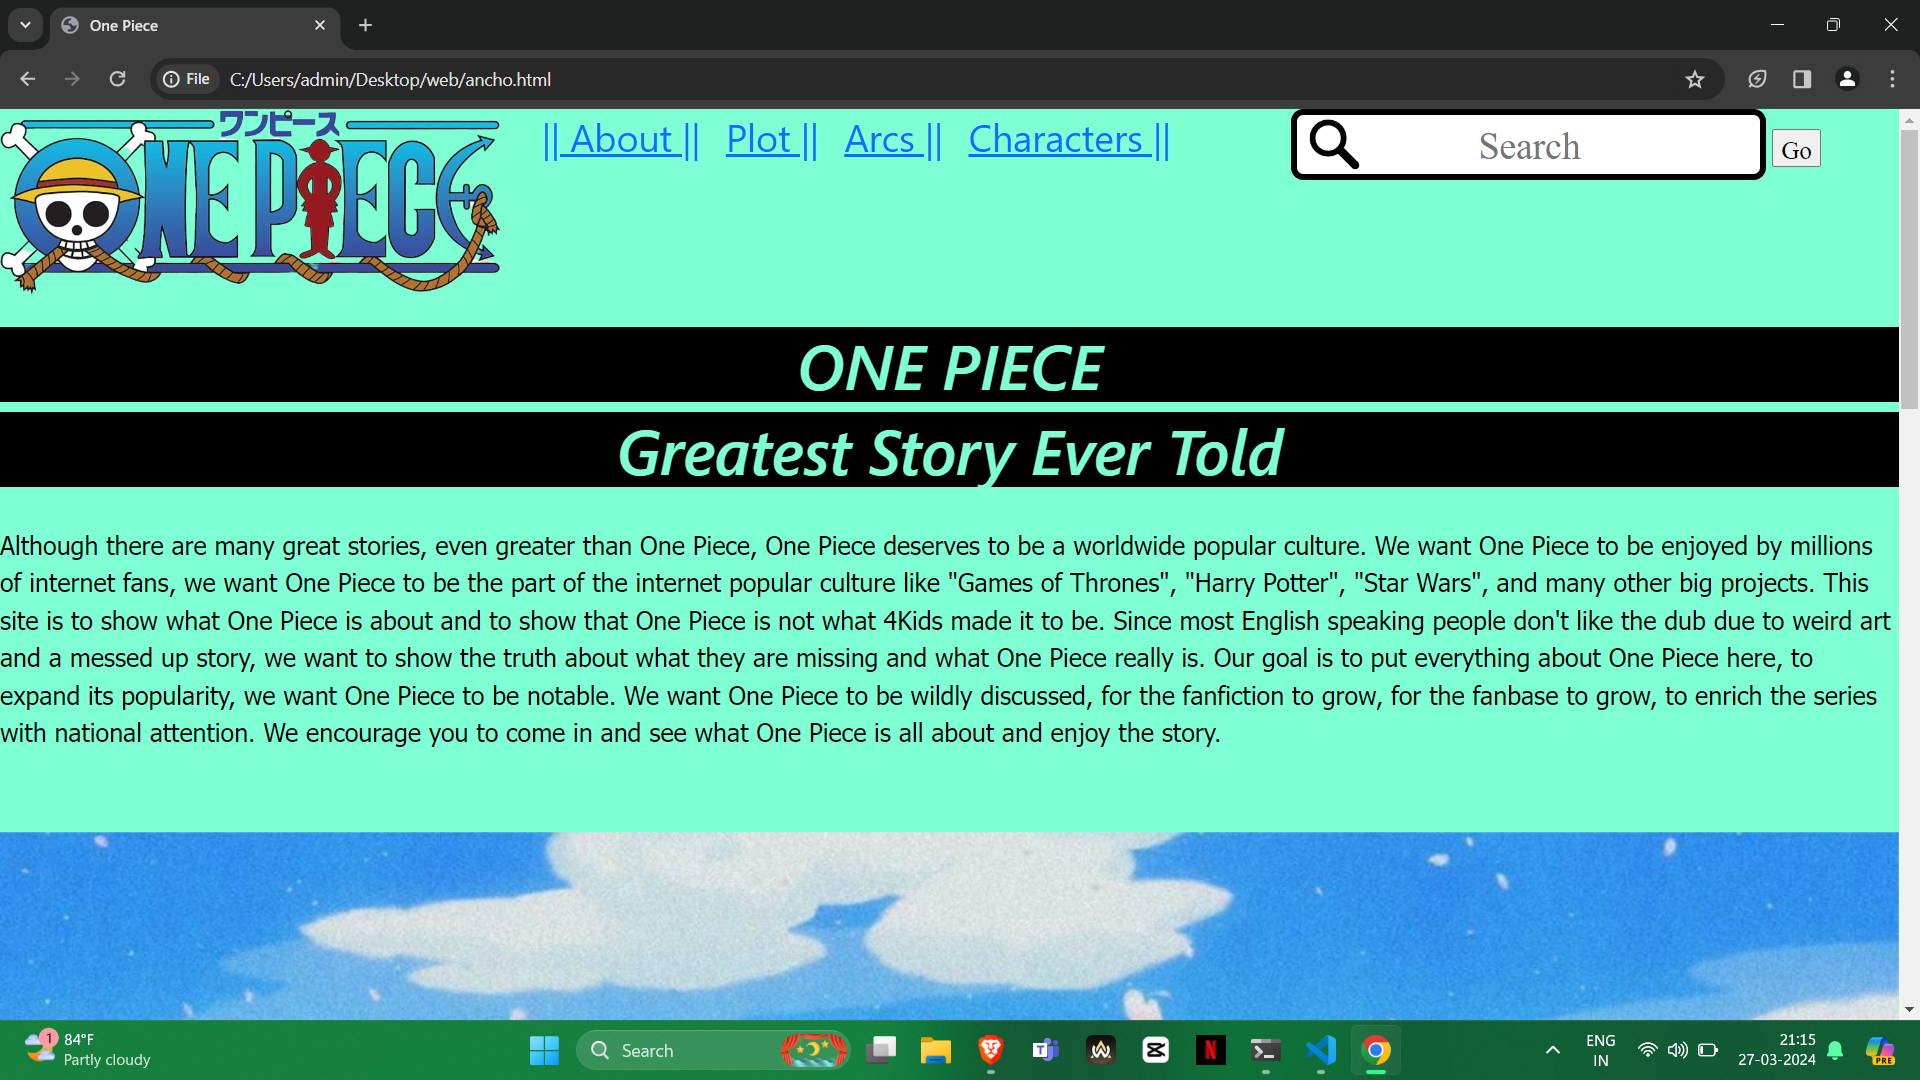 One Piece
File
C:/Users/admin/Desktop/web/ancho.html
ワンピース
ONE PIECE
|| About || Plot || Arcs || Characters ||
Search
Go
ONE PIECE
Greatest Story Ever Told
Although there are many great stories, even greater than One Piece, One Piece deserves to be a worldwide popular culture. We want One Piece to be enjoyed by millions
of internet fans, we want One Piece to be the part of the internet popular culture like "Games of Thrones", "Harry Potter", "Star Wars", and many other big projects. This
site is to show what One Piece is about and to show that One Piece is not what 4Kids made it to be. Since most English speaking people don't like the dub due to weird art
and a messed up story, we want to show the truth about what they are missing and what One Piece really is. Our goal is to put everything about One Piece here, to
expand its popularity, we want One Piece to be notable. We want One Piece to be wildly discussed, for the fanfiction to grow, for the fanbase to grow, to enrich the series
with national attention. We encourage you to come in and see what One Piece is all about and enjoy the story.
1
84°F
Partly cloudy
Search
ENG
IN
21:15
27-03-2024
PRE